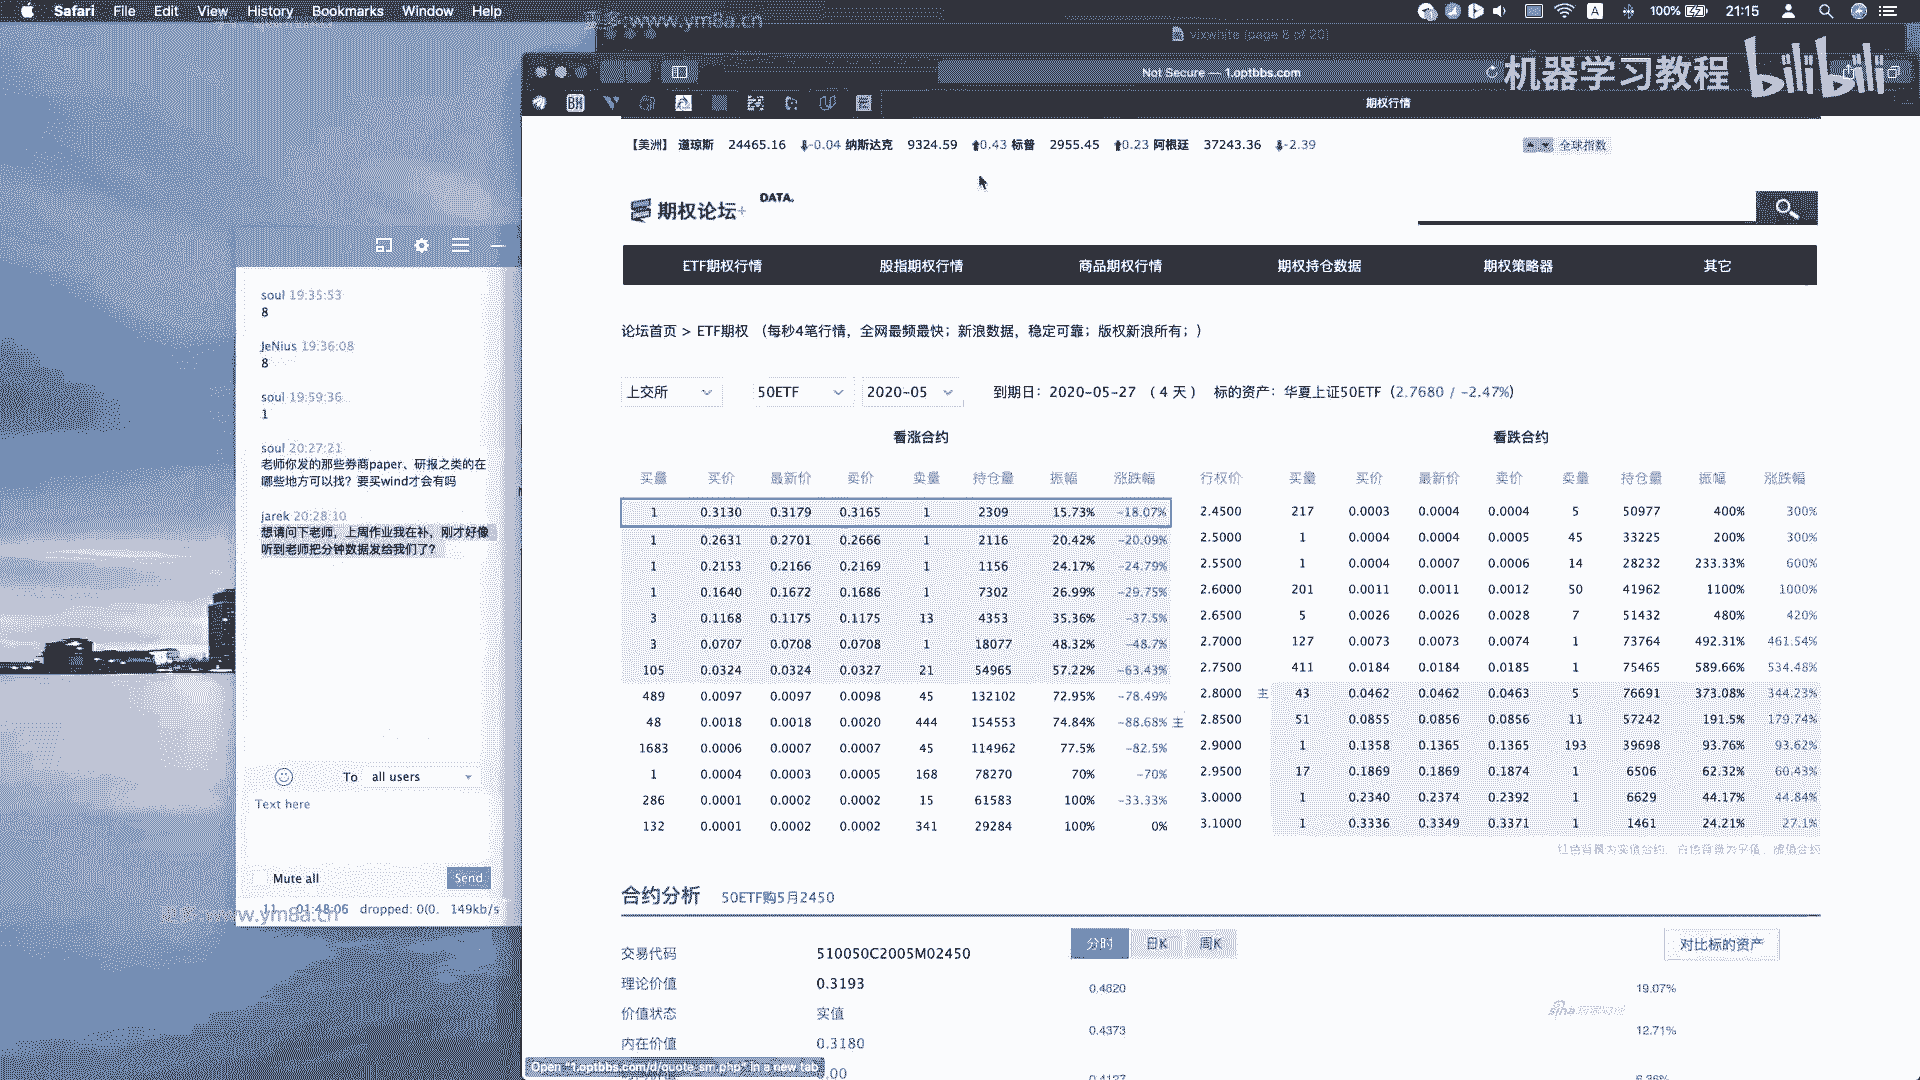 Safari File Edit View History Bookmarks Window Help
100% 21:15
www.ym8a.cn
vixwhite (page 8 of 20)
机器学习教程 bilibili
Not Secure — 1.optbbs.com
期权行情
【美洲】 道琼斯 24465.16 -0.04 纳斯达克 9324.59 0.43 标普 2955.45 0.23 阿根廷 37243.36 -2.39
全球指数
期权论坛+ DATA.
ETF期权行情 股指期权行情 商品期权行情 期权持仓数据 期权策略器 其它
论坛首页 > ETF期权 （每秒4笔行情，全网最频最快；新浪数据，稳定可靠；版权新浪所有；）
上交所 50ETF 2020-05 到期日：2020-05-27 （4 天） 标的资产：华夏上证50ETF（2.7680 / -2.47%）
看涨合约 看跌合约
买量 买价 最新价 卖价 卖量 持仓量 振幅 涨跌幅 行权价 买量 买价 最新价 卖价 卖量 持仓量 振幅 涨跌幅
1 0.3130 0.3179 0.3165 1 2309 15.73% -18.07% 2.4500 217 0.0003 0.0004 0.0004 5 50977 400% 300%
1 0.2631 0.2701 0.2666 1 2116 20.42% -20.09% 2.5000 1 0.0004 0.0004 0.0005 45 33225 200% 300%
1 0.2153 0.2166 0.2169 1 1156 24.17% -24.79% 2.5500 1 0.0004 0.0007 0.0006 14 28232 233.33% 600%
1 0.1640 0.1672 0.1686 1 7302 26.99% -29.75% 2.6000 201 0.0011 0.0011 0.0012 50 41962 1100% 1000%
3 0.1168 0.1175 0.1175 13 4353 35.36% -37.5% 2.6500 5 0.0026 0.0026 0.0028 7 51432 480% 420%
3 0.0707 0.0708 0.0708 1 18077 48.32% -48.7% 2.7000 127 0.0073 0.0073 0.0074 1 73764 492.31% 461.54%
105 0.0324 0.0324 0.0327 21 54965 57.22% -63.43% 2.7500 411 0.0184 0.0184 0.0185 1 75465 589.66% 534.48%
489 0.0097 0.0097 0.0098 45 132102 72.95% -78.49% 2.8000 主 43 0.0462 0.0462 0.0463 5 76691 373.08% 344.23%
48 0.0018 0.0018 0.0020 444 154553 74.84% -88.68% 主 2.8500 51 0.0855 0.0856 0.0856 11 57242 191.5% 179.74%
1683 0.0006 0.0007 0.0007 45 114962 77.5% -82.5% 2.9000 1 0.1358 0.1365 0.1365 193 39698 93.76% 93.62%
1 0.0004 0.0003 0.0005 168 78270 70% -70% 2.9500 17 0.1869 0.1869 0.1874 1 6506 62.32% 60.43%
286 0.0001 0.0002 0.0002 15 61583 100% -33.33% 3.0000 1 0.2340 0.2374 0.2392 1 6629 44.17% 44.84%
132 0.0001 0.0002 0.0002 341 29284 100% 0% 3.1000 1 0.3336 0.3349 0.3371 1 1461 24.21% 27.1%
合约分析 50ETF购5月2450
交易代码 510050C2005M02450
理论价值 0.3193
价值状态 实值
内在价值 0.3180
分时 日K 周K
对比标的资产
0.4820 19.07%
0.4373 12.71%
sina
Open "1.optbbs.com/d/quote_sm.php" in a new tab
soul 19:35:53
8
JeNius 19:36:08
8
soul 19:59:36
1
soul 20:27:21
老师你发的那些券商paper、研报之类的在
哪些地方可以找？要买wind才会有吗
jarek 20:28:10
想请问下老师，上周作业我在补，刚才好像
听到老师把分钟数据发给我们了？
To all users
Text here
Mute all Send
11 01:48:06 dropped: 0(0. 149kb/s
www.ym8a.cn